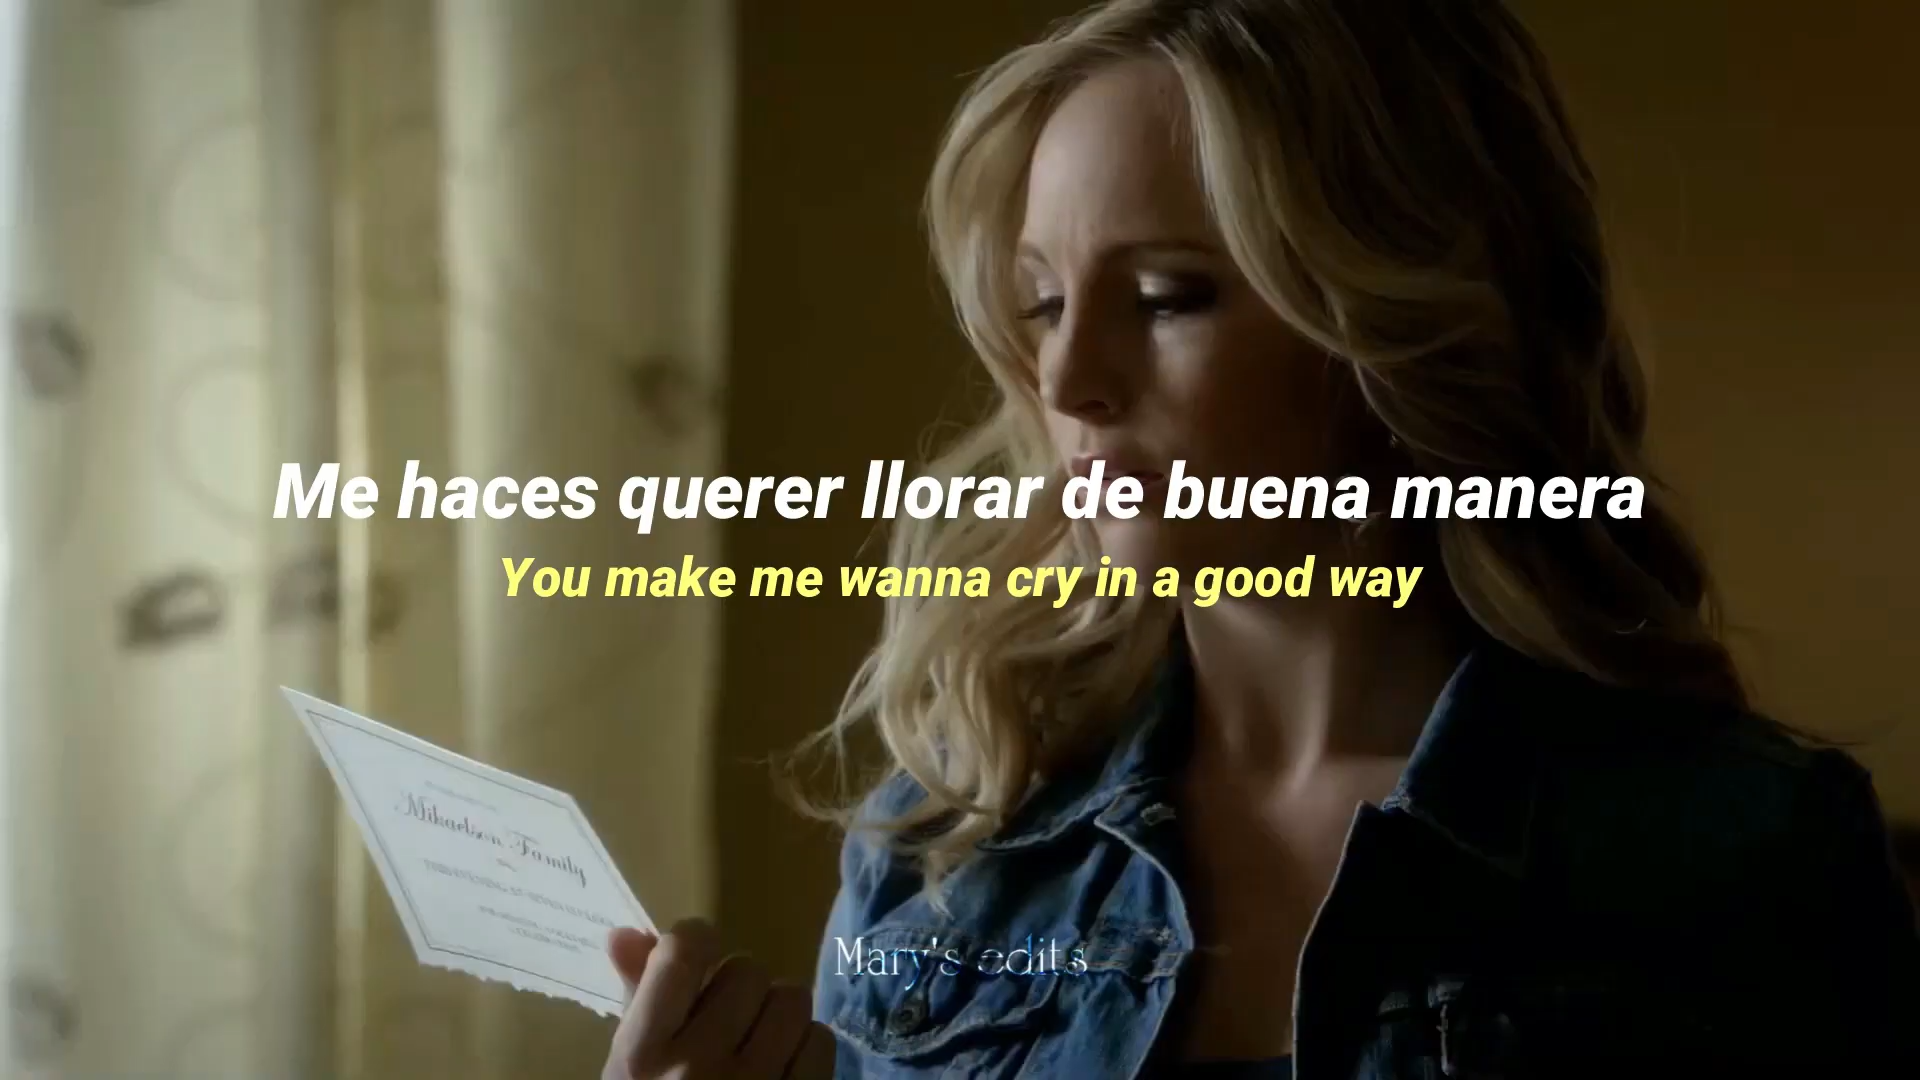 Me haces querer llorar de buena manera
You make me wanna cry in a good way
Mikaelson Family
Mary's edits